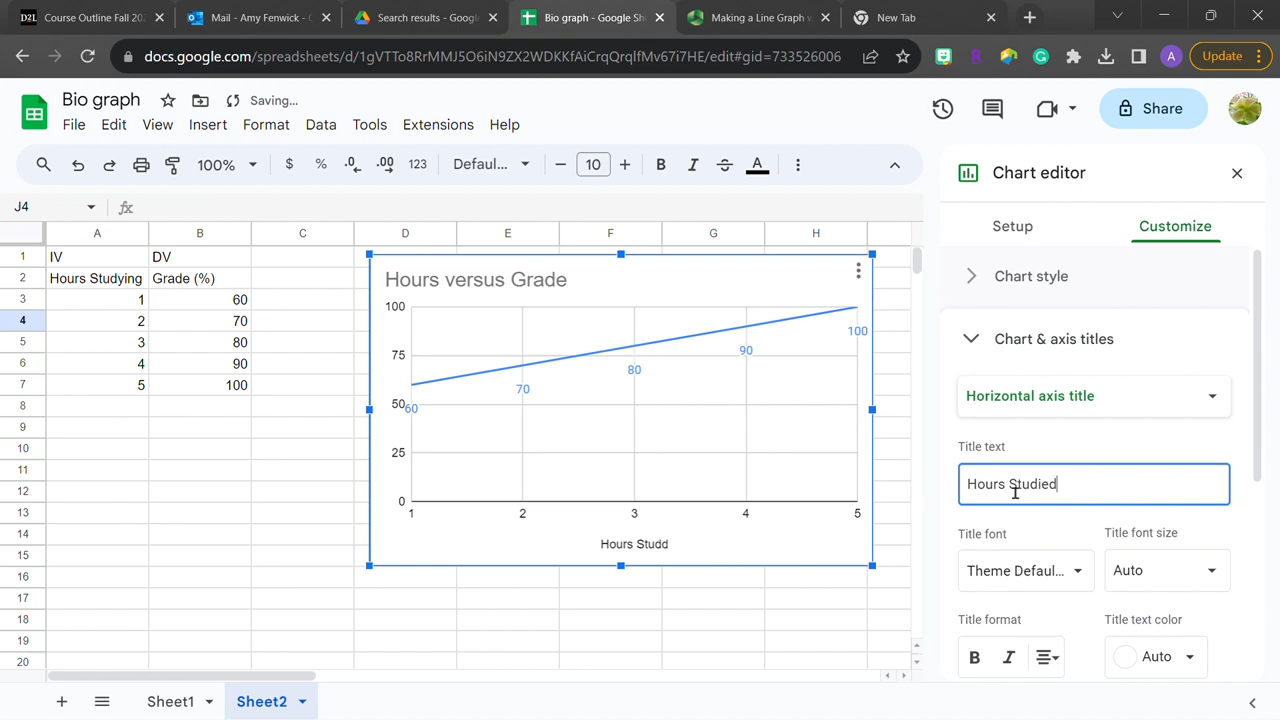 Course Outline Fall 202
Mail - Amy Fenwick - C
Search results - Google
Bio graph - Google She
Making a Line Graph v
New Tab
docs.google.com/spreadsheets/d/1gVTTo8RrMMJ5O6iN9ZX2WDKKfAiCrqQrqlfMv67i7HE/edit#gid=733526006
A
Update
Bio graph
Saving...
File Edit View Insert Format Data Tools Extensions Help
Share
100% $ % .0 .00 123 Defaul... 10 B I A
J4 fx
A B C D E F G H
1 IV DV
2 Hours Studying Grade (%)
3 1 60
4 2 70
5 3 80
6 4 90
7 5 100
8
9
10
11
12
13
14
15
16
17
18
19
20
Hours versus Grade
100
75
50
25
0
60
70
80
90
100
1 2 3 4 5
Hours Studd
Chart editor
Setup Customize
Chart style
Chart & axis titles
Horizontal axis title
Title text
Hours Studied
Title font Title font size
Theme Defaul... Auto
Title format Title text color
B I Auto
Sheet1 Sheet2